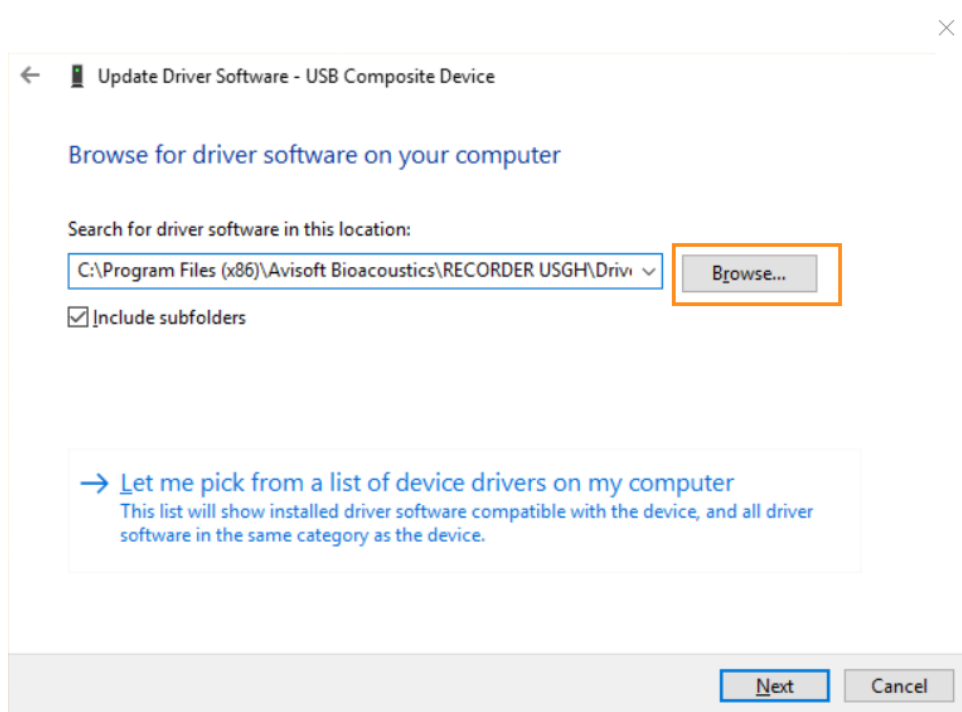 Update Driver Software - USB Composite Device
Browse for driver software on your computer
Search for driver software in this location:
C:\Program Files (x86)\Avisoft Bioacoustics\RECORDER USGH\Driv
Browse...
Include subfolders
Let me pick from a list of device drivers on my computer
This list will show installed driver software compatible with the device, and all driver
software in the same category as the device.
Next
Cancel